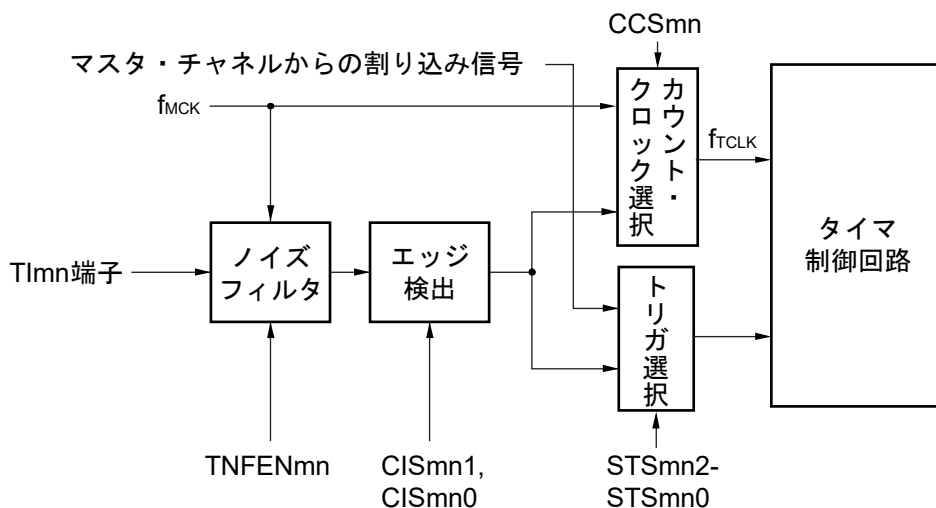 CCSmn
マスタ・チャネルからの割り込み信号
fMCK
カウント・
クロック選択
fTCLK
タイマ
制御回路
TImn端子
ノイズ
フィルタ
エッジ
検出
トリガ選択
TNFENmn
CISmn1,
CISmn0
STSmn2-
STSmn0